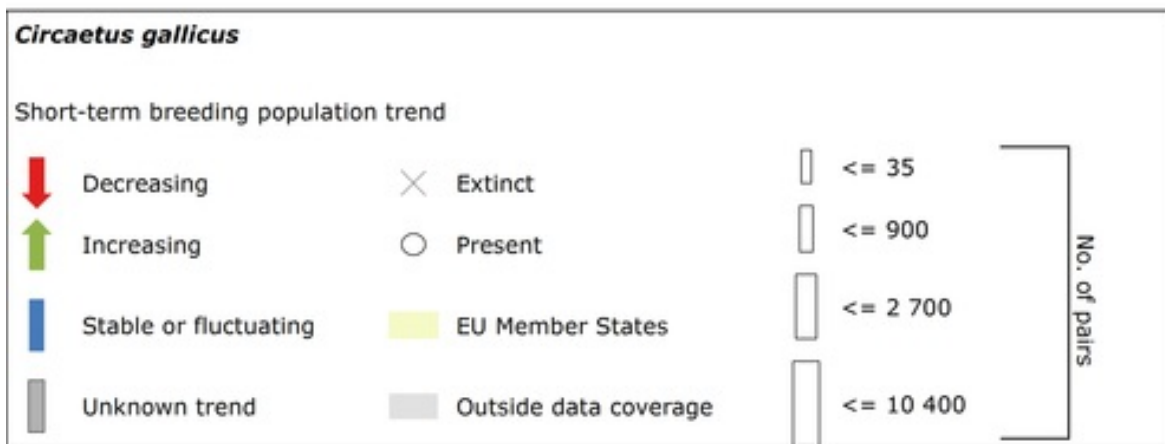 Circaetus gallicus
Short-term breeding population trend
Decreasing
Increasing
Stable or fluctuating
Unknown trend
Extinct
Present
EU Member States
Outside data coverage
<= 35
<= 900
<= 2 700
<= 10 400
No. of pairs